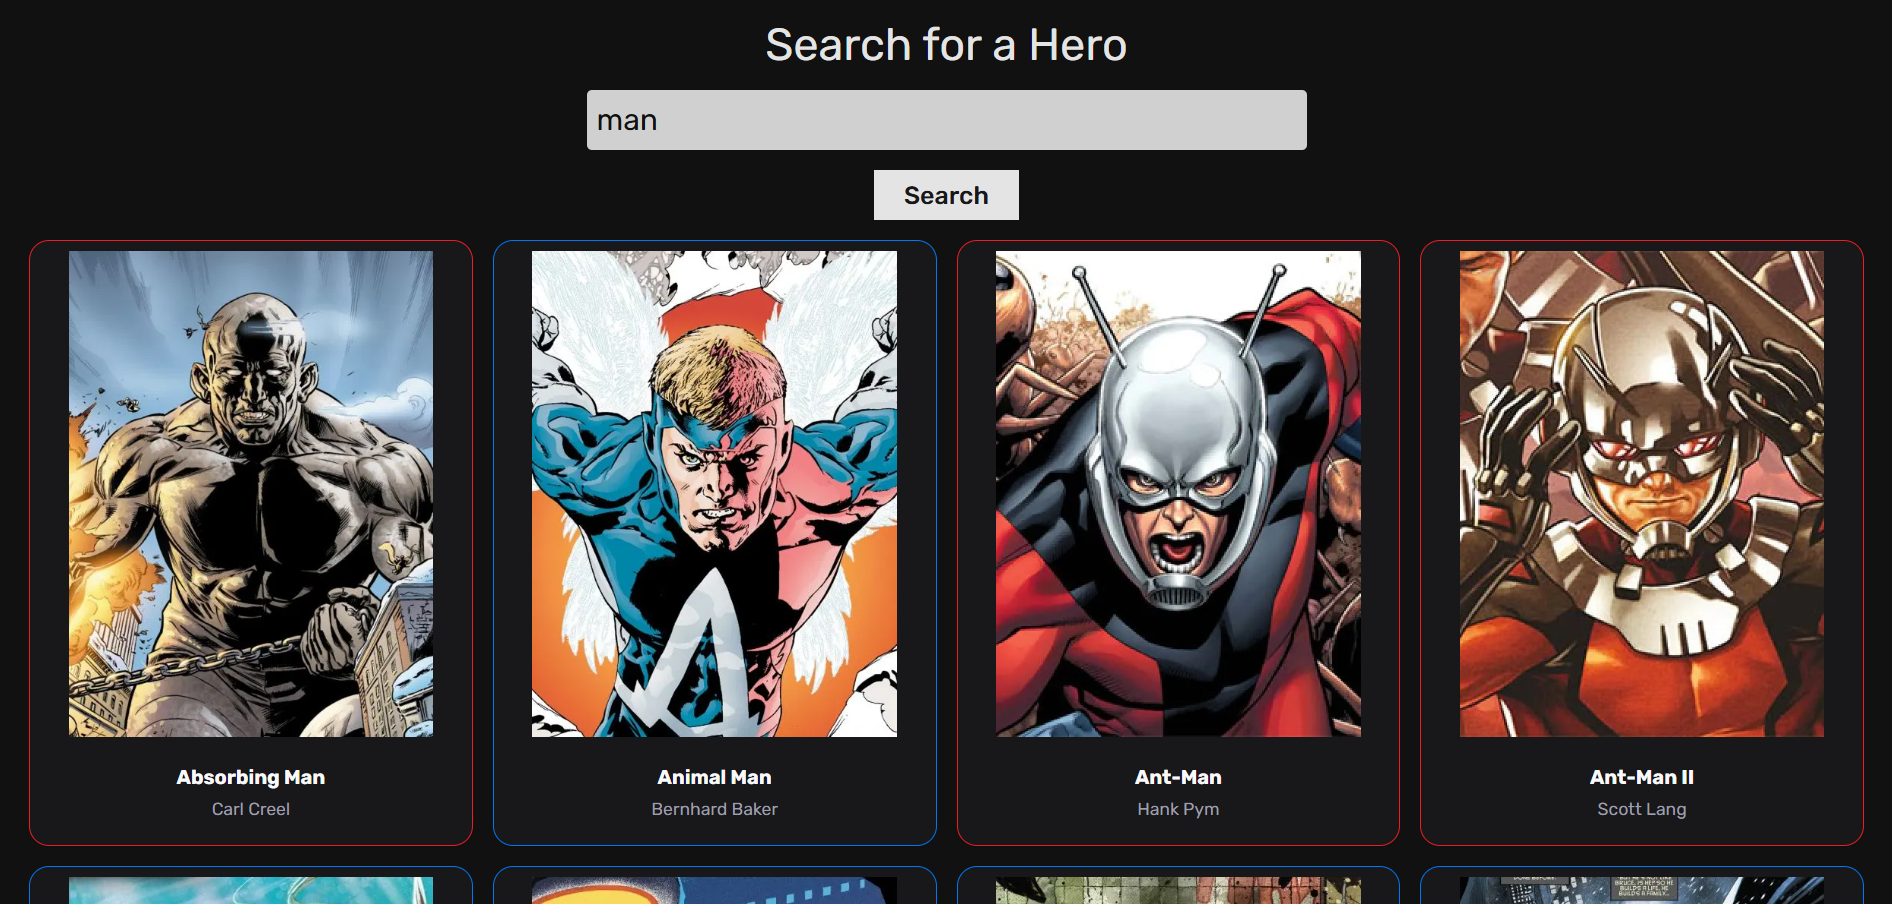 Search for a Hero
man
Search
Absorbing Man
Carl Creel
Animal Man
Bernhard Baker
Ant-Man
Hank Pym
Ant-Man II
Scott Lang